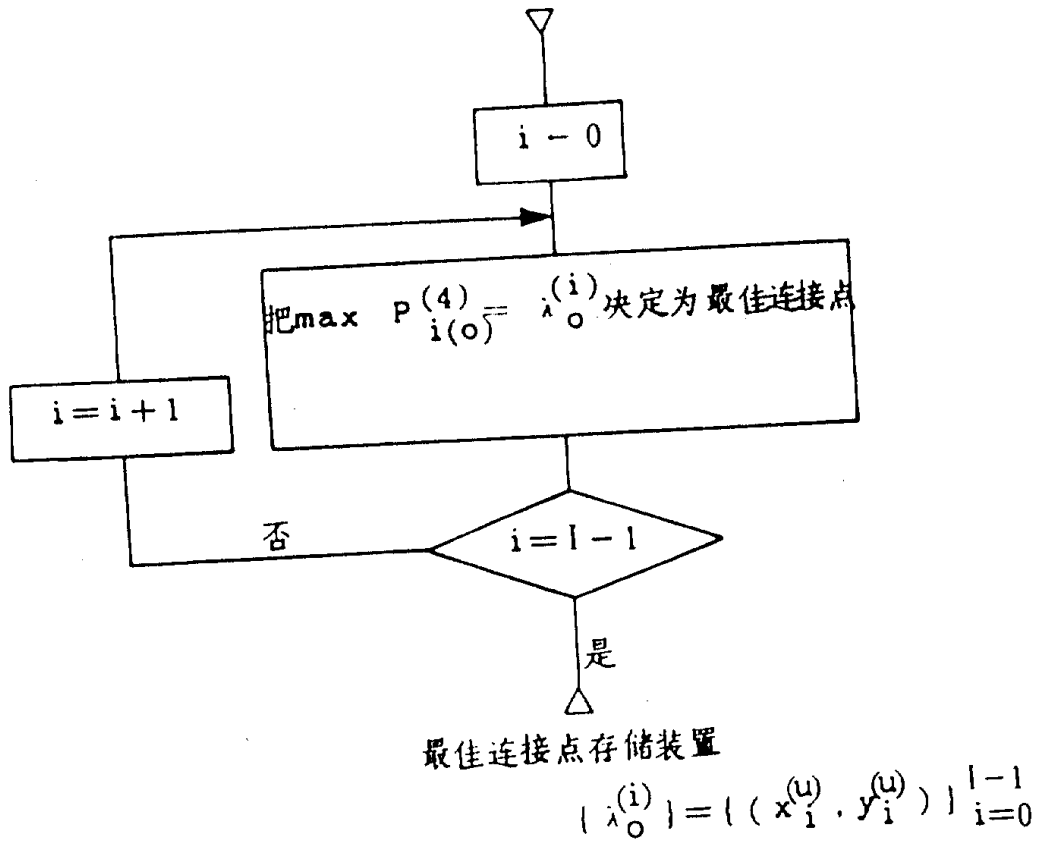 i - 0
把max P(4)i(o) = λ(i)o 决定为最佳连接点
i=i+1
i=I-1
否
是
最佳连接点存储装置
{λ(i)o}={(x(u)i, y(u)i)}I-1 i=0